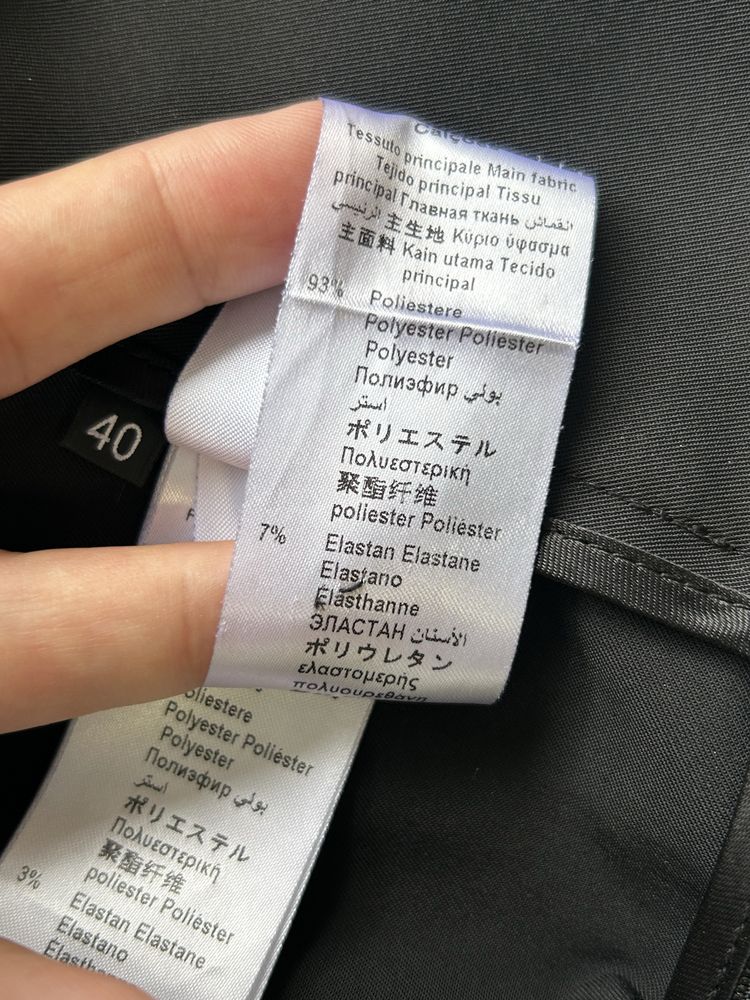 Tessuto principale Main fabric
Tejido principal Tissu
principal Главная ткань القماش الرئيسي
主生地 Κύριο ύφασμα
主面料 Kain utama Tecido
principal
93% Poliestere
Polyester Poliéster
Polyester
Полиэфир بولي
استر
ポリエステル
Πολυεστερική
聚酯纤维
poliester Poliéster
7% Elastan Elastane
Elastano
Élasthanne
ЭЛАСТАН الأستان
ポリウレタン
ελαστομερής
πολυουρεθάνη
40
oliestere
Polyester Poliéster
Polyester
Полиэфир بولي
استر
ポリエステル
Πολυεστερική
聚酯纤维
poliester Poliéster
3% Elastan Elastane
Elastano